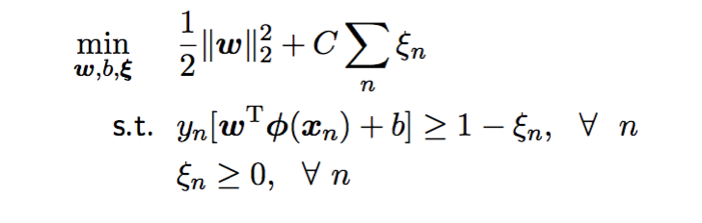 min w,b,ξ 1/2 ‖w‖₂² + C ∑ₙ ξₙ
s.t. yₙ[wᵀϕ(xₙ) + b] ≥ 1 − ξₙ, ∀ n
ξₙ ≥ 0, ∀ n